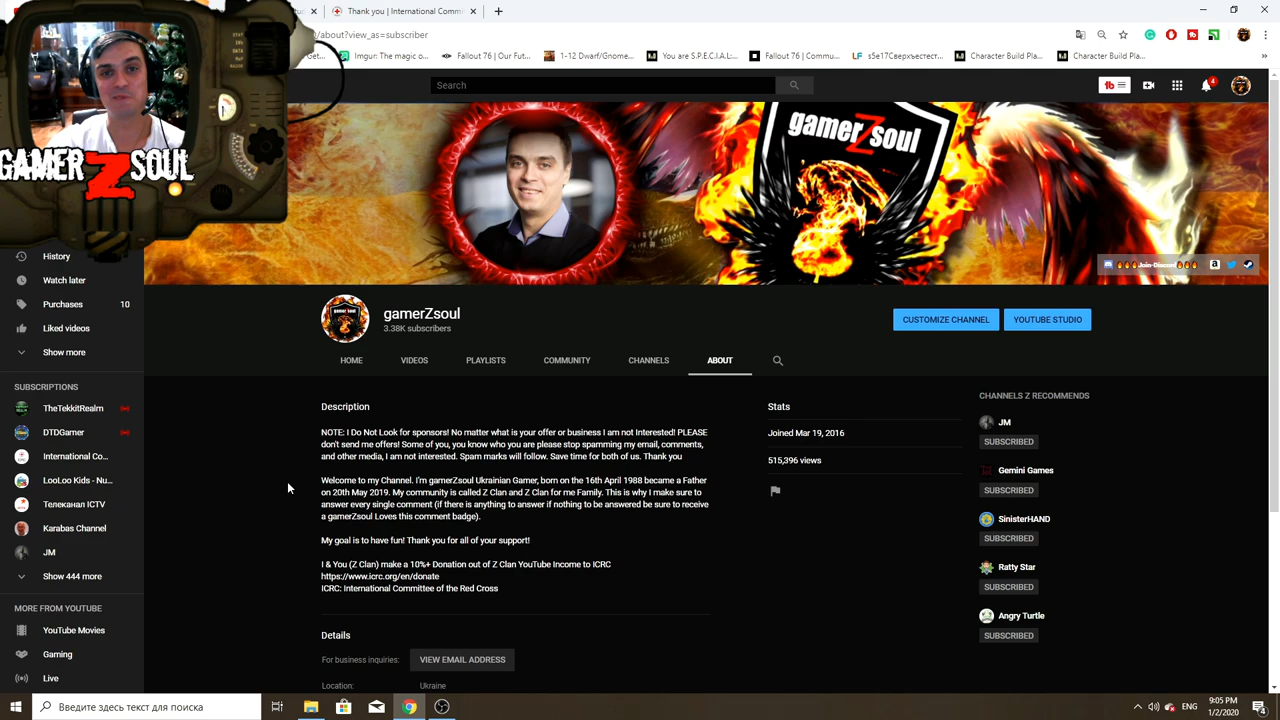 Thank you | International Commi
/about?view_as=subscriber
Imgur: The magic o...
Fallout 76 | Our Fut...
1-12 Dwarf/Gnome...
You are S.P.E.C.I.A.L:...
Fallout 76 | Commu...
s5e17Сверхъестест...
Character Build Pla...
Character Build Pla...
Search
4
STAT
INV
DATA
MAP
RADIO
GAMERZSOUL
gamerZsoul
Join-Discord
History
Watch later
Purchases 10
Liked videos
Show more
SUBSCRIPTIONS
TheTekkitRealm
DTDGamer
International Co...
LooLoo Kids - Nu...
Телеканал ICTV
Karabas Channel
JM
Show 444 more
MORE FROM YOUTUBE
YouTube Movies
Gaming
Live
gamerZsoul
3.38K subscribers
CUSTOMIZE CHANNEL
YOUTUBE STUDIO
HOME VIDEOS PLAYLISTS COMMUNITY CHANNELS ABOUT
Description
NOTE: I Do Not Look for sponsors! No matter what is your offer or business I am not Interested! PLEASE
don't send me offers! Some of you, you know who you are please stop spamming my email, comments,
and other media, I am not interested. Spam marks will follow. Save time for both of us. Thank you
Welcome to my Channel. I'm gamerZsoul Ukrainian Gamer, born on the 16th April 1988 became a Father
on 20th May 2019. My community is called Z Clan and Z Clan for me Family. This is why I make sure to
answer every single comment (if there is anything to answer if nothing to be answered be sure to receive
a gamerZsoul Loves this comment badge).
My goal is to have fun! Thank you for all of your support!
I & You (Z Clan) make a 10%+ Donation out of Z Clan YouTube Income to ICRC
https://www.icrc.org/en/donate
ICRC: International Committee of the Red Cross
Details
For business inquiries: VIEW EMAIL ADDRESS
Location: Ukraine
Stats
Joined Mar 19, 2016
515,396 views
CHANNELS Z RECOMMENDS
JM
SUBSCRIBED
Gemini Games
SUBSCRIBED
SinisterHAND
SUBSCRIBED
Ratty Star
SUBSCRIBED
Angry Turtle
SUBSCRIBED
Введите здесь текст для поиска
9:05 PM
1/2/2020
4